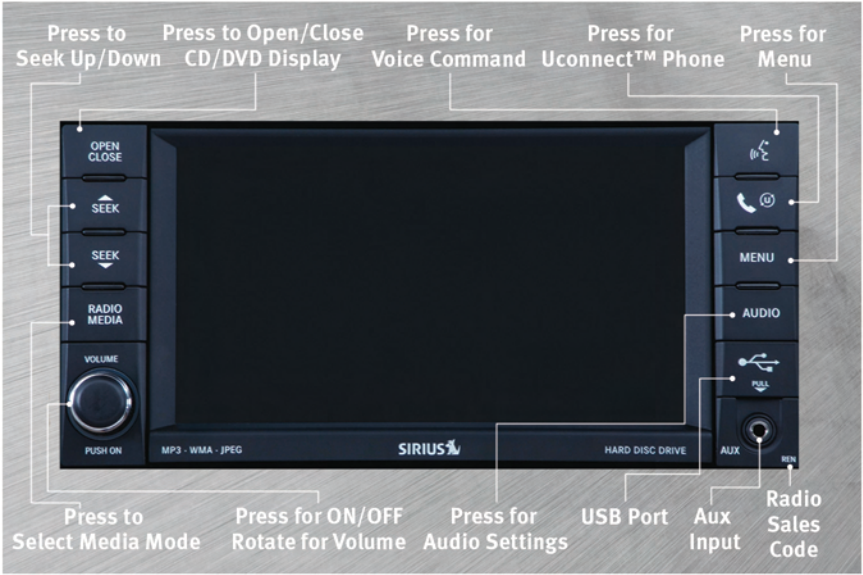 Press to
Seek Up/Down
Press to Open/Close
CD/DVD Display
Press for
Voice Command
Press for
Uconnect™ Phone
Press for
Menu
OPEN
CLOSE
SEEK
SEEK
RADIO
MEDIA
VOLUME
PUSH ON
MP3 - WMA - JPEG
SIRIUS
HARD DISC DRIVE
U
MENU
AUDIO
PULL
AUX
REN
Press to
Select Media Mode
Press for ON/OFF
Rotate for Volume
Press for
Audio Settings
USB Port
Aux
Input
Radio
Sales
Code